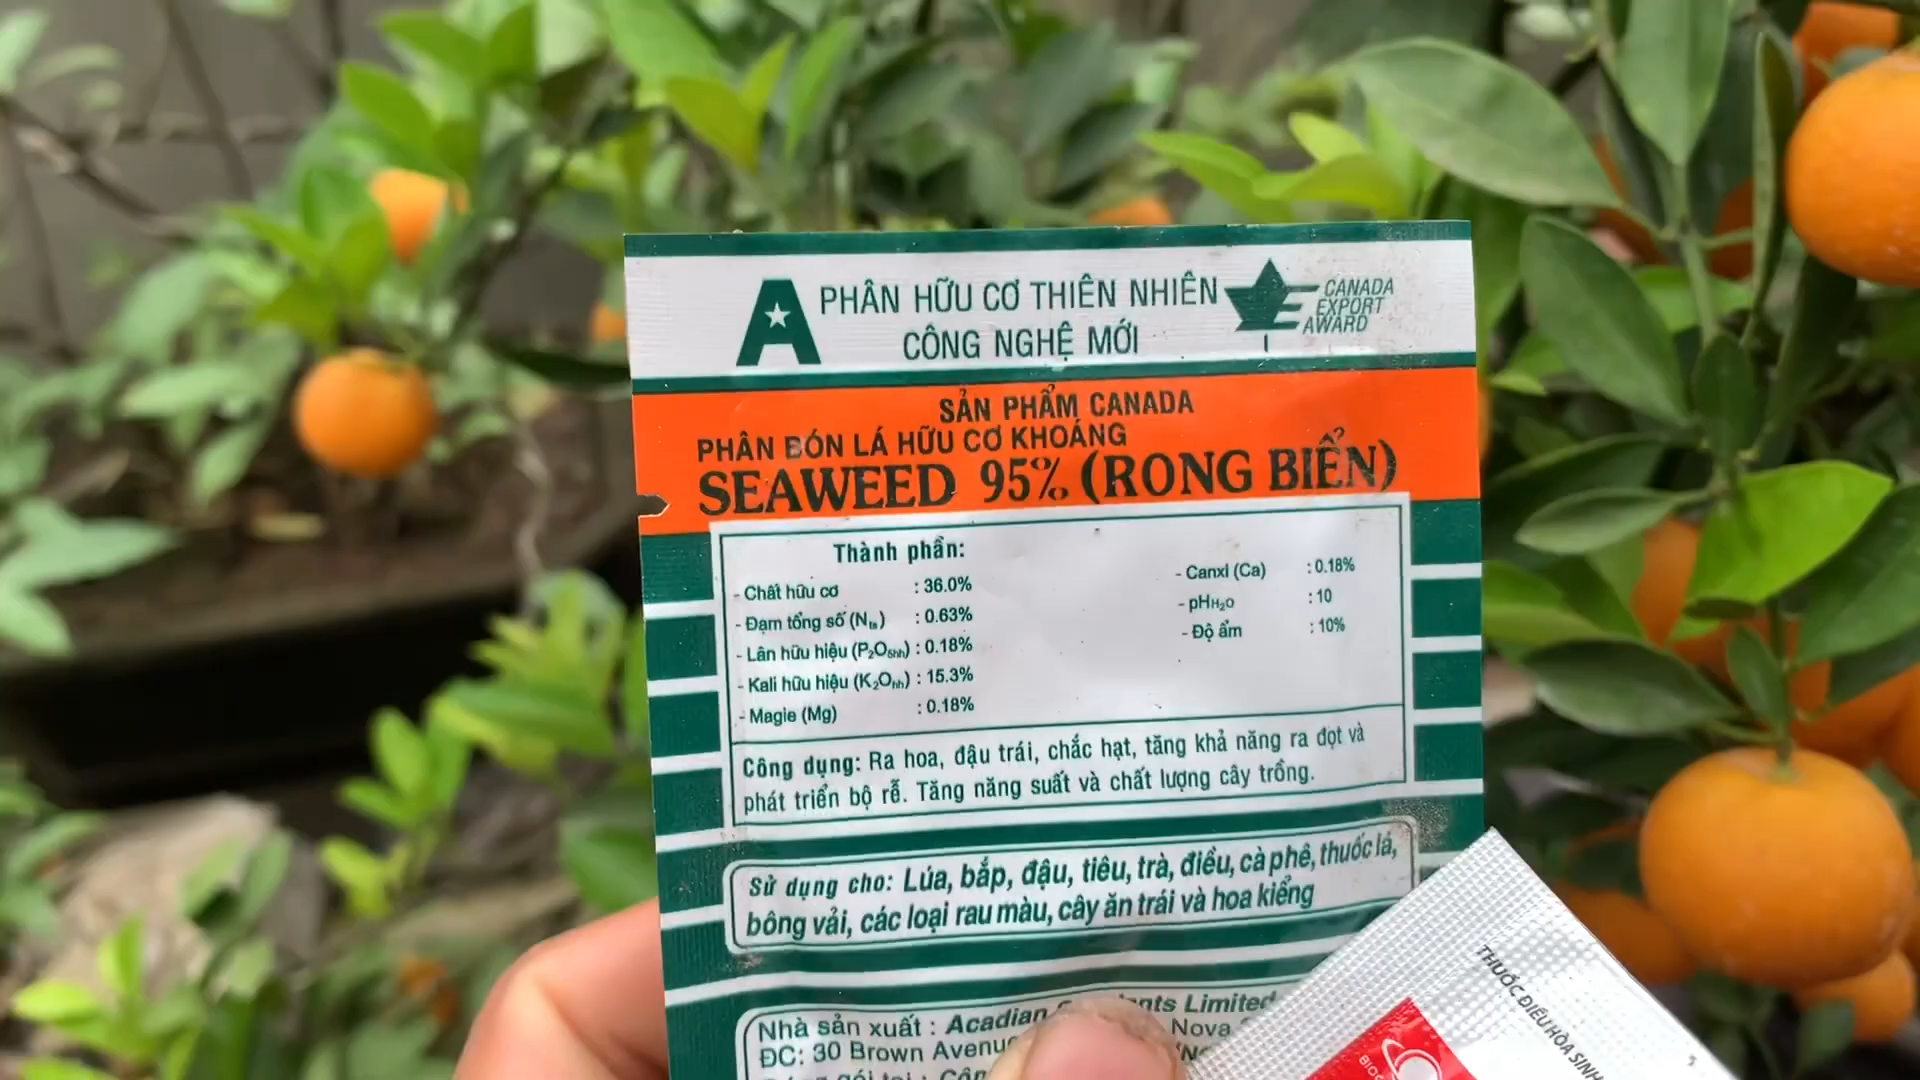 A
PHÂN HỮU CƠ THIÊN NHIÊN
CÔNG NGHỆ MỚI
CANADA
EXPORT
AWARD
SẢN PHẨM CANADA
PHÂN BÓN LÁ HỮU CƠ KHOÁNG
SEAWEED 95% (RONG BIỂN)
Thành phần:
- Chất hữu cơ : 36.0%
- Đạm tổng số (Nts) : 0.63%
- Lân hữu hiệu (P2O5hh) : 0.18%
- Kali hữu hiệu (K2Ohh) : 15.3%
- Magie (Mg) : 0.18%
- Canxi (Ca) : 0.18%
- pHH2O : 10
- Độ ẩm : 10%
Công dụng: Ra hoa, đậu trái, chắc hạt, tăng khả năng ra đọt và
phát triển bộ rễ. Tăng năng suất và chất lượng cây trồng.
Sử dụng cho: Lúa, bắp, đậu, tiêu, trà, điều, cà phê, thuốc lá,
bông vải, các loại rau màu, cây ăn trái và hoa kiểng
Nhà sản xuất : Acadian Limited
ĐC: 30 Brown Nova
THUỐC ĐIỀU HÒA SINH